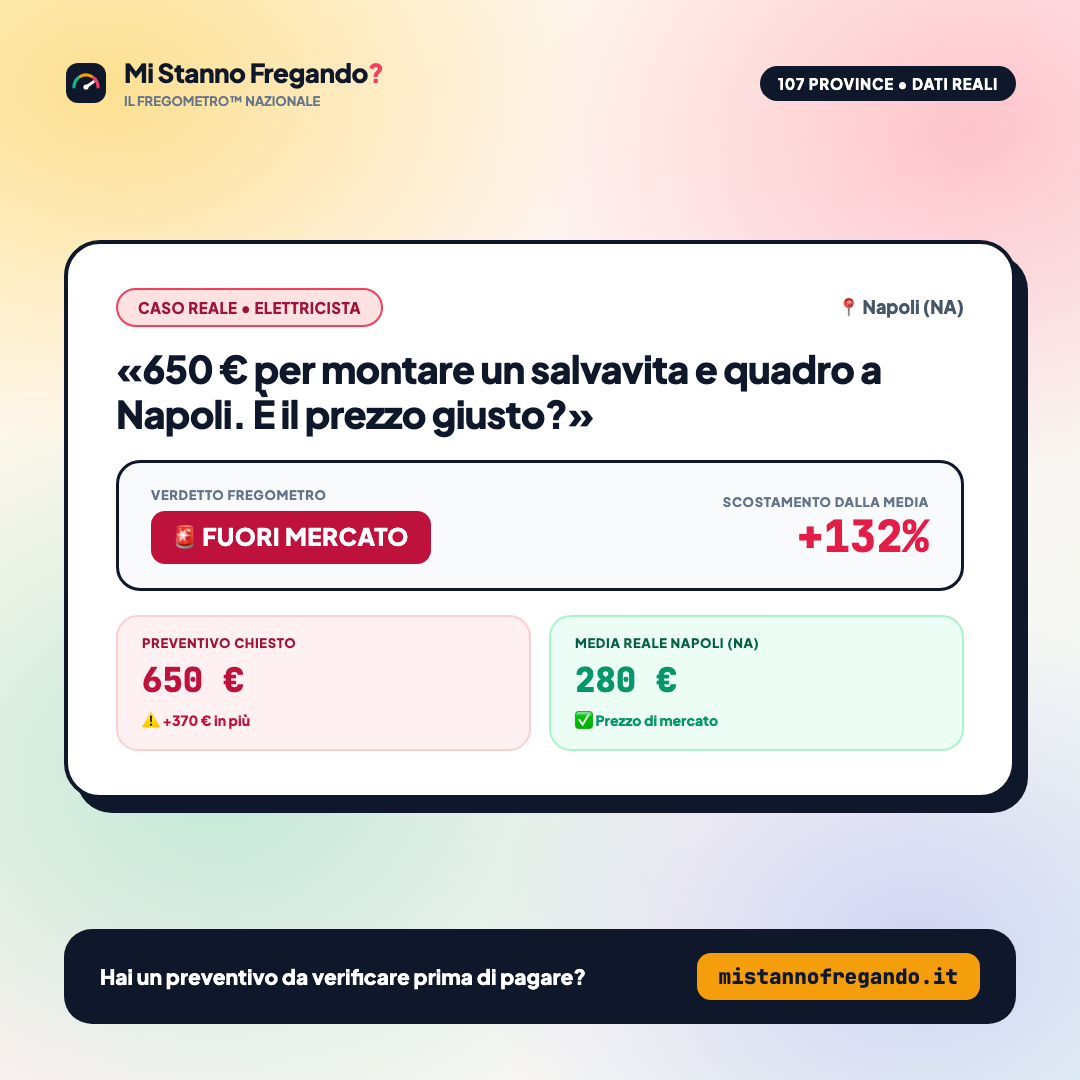 Mi Stanno Fregando?
IL FREGOMETRO™ NAZIONALE
107 PROVINCE ● DATI REALI
CASO REALE ● ELETTRICISTA
📍 Napoli (NA)
«650 € per montare un salvavita e quadro a
Napoli. È il prezzo giusto?»
VERDETTO FREGOMETRO
🚨 FUORI MERCATO
SCOSTAMENTO DALLA MEDIA
+132%
PREVENTIVO CHIESTO
650 €
⚠️ +370 € in più
MEDIA REALE NAPOLI (NA)
280 €
✅ Prezzo di mercato
Hai un preventivo da verificare prima di pagare?
mistannofregando.it